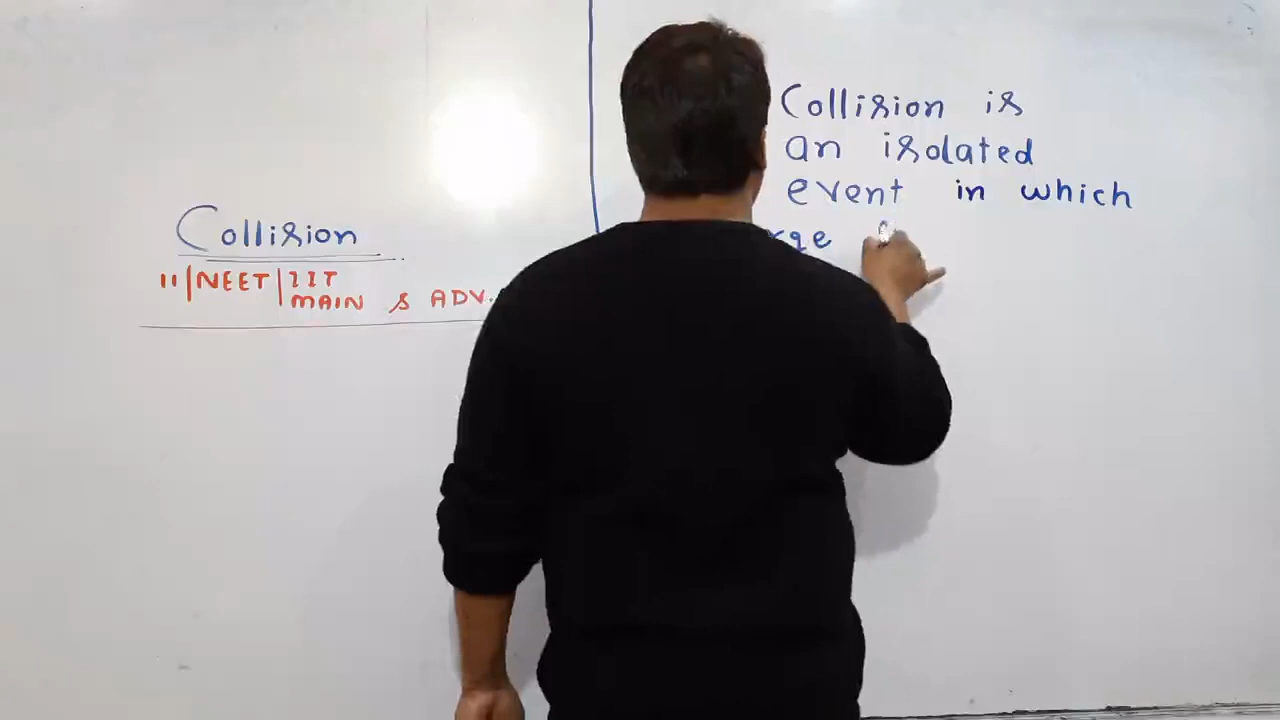 Collision
11/NEET/IIT
MAIN & ADV.
Collision is
an isolated
event in which